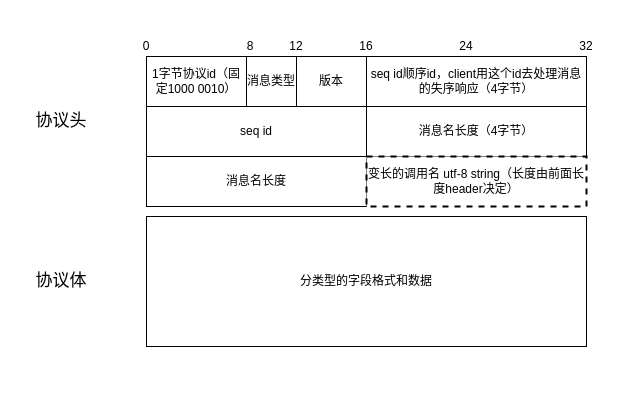 0 8 12 16 24 32
协议头
1字节协议id（固
定1000 0010）
消息类型
版本
seq id顺序id，client用这个id去处理消息
的失序响应（4字节）
seq id
消息名长度（4字节）
消息名长度
变长的调用名 utf-8 string（长度由前面长
度header决定）
协议体
分类型的字段格式和数据